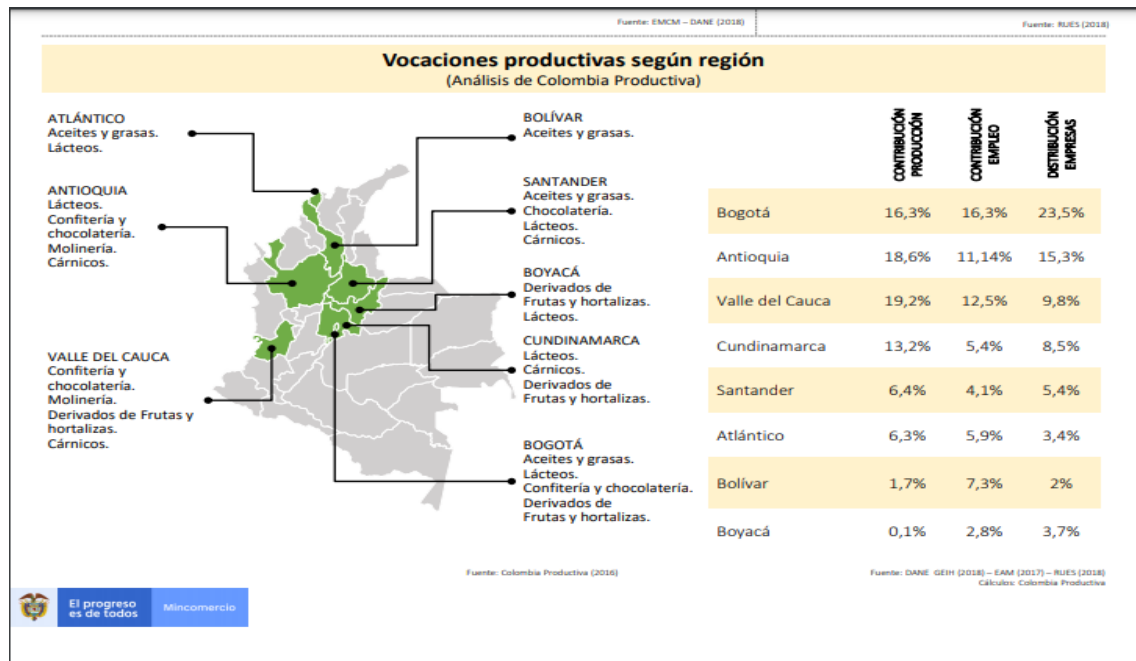 Fuente: EMCM – DANE (2018)
Fuente: RUES (2018)
Vocaciones productivas según región
(Análisis de Colombia Productiva)
ATLÁNTICO
Aceites y grasas.
Lácteos.
ANTIOQUIA
Lácteos.
Confitería y
chocolatería.
Molinería.
Cárnicos.
VALLE DEL CAUCA
Confitería y
chocolatería.
Molinería.
Derivados de Frutas y
hortalizas.
Cárnicos.
BOLÍVAR
Aceites y grasas.
SANTANDER
Aceites y grasas.
Chocolatería.
Lácteos.
Cárnicos.
BOYACÁ
Derivados de
Frutas y hortalizas.
Lácteos.
CUNDINAMARCA
Lácteos.
Cárnicos.
Derivados de
Frutas y hortalizas.
BOGOTÁ
Aceites y grasas.
Lácteos.
Confitería y chocolatería.
Derivados de
Frutas y hortalizas.
CONTRIBUCIÓN
PRODUCCIÓN
CONTRIBUCIÓN
EMPLEO
DISTRIBUCIÓN
EMPRESAS
Bogotá 16,3% 16,3% 23,5%
Antioquia 18,6% 11,14% 15,3%
Valle del Cauca 19,2% 12,5% 9,8%
Cundinamarca 13,2% 5,4% 8,5%
Santander 6,4% 4,1% 5,4%
Atlántico 6,3% 5,9% 3,4%
Bolívar 1,7% 7,3% 2%
Boyacá 0,1% 2,8% 3,7%
Fuente: Colombia Productiva (2016)
Fuente: DANE GEIH (2018) – EAM (2017) – RUES (2018)
Cálculos: Colombia Productiva
El progreso
es de todos
Mincomercio